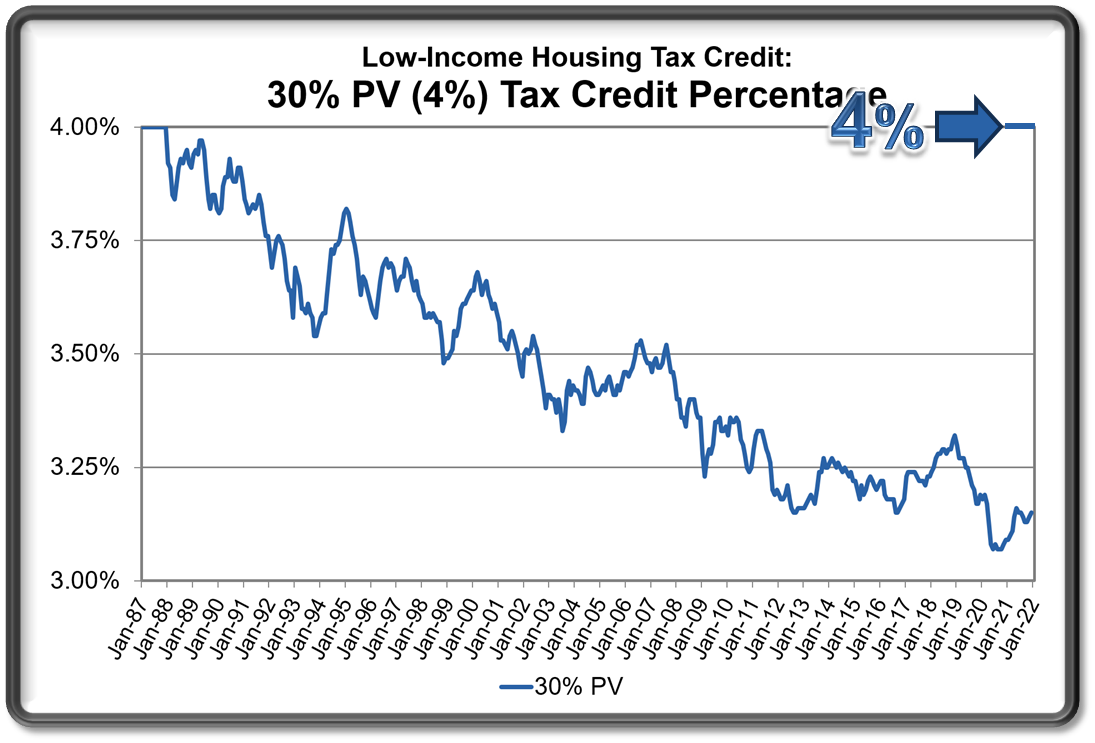 Low-Income Housing Tax Credit:
30% PV (4%) Tax Credit Percentage
4%
4.00%
3.75%
3.50%
3.25%
3.00%
Jan-87 Jan-88 Jan-89 Jan-90 Jan-91 Jan-92 Jan-93 Jan-94 Jan-95 Jan-96 Jan-97 Jan-98 Jan-99 Jan-00 Jan-01 Jan-02 Jan-03 Jan-04 Jan-05 Jan-06 Jan-07 Jan-08 Jan-09 Jan-10 Jan-11 Jan-12 Jan-13 Jan-14 Jan-15 Jan-16 Jan-17 Jan-18 Jan-19 Jan-20 Jan-21 Jan-22
30% PV